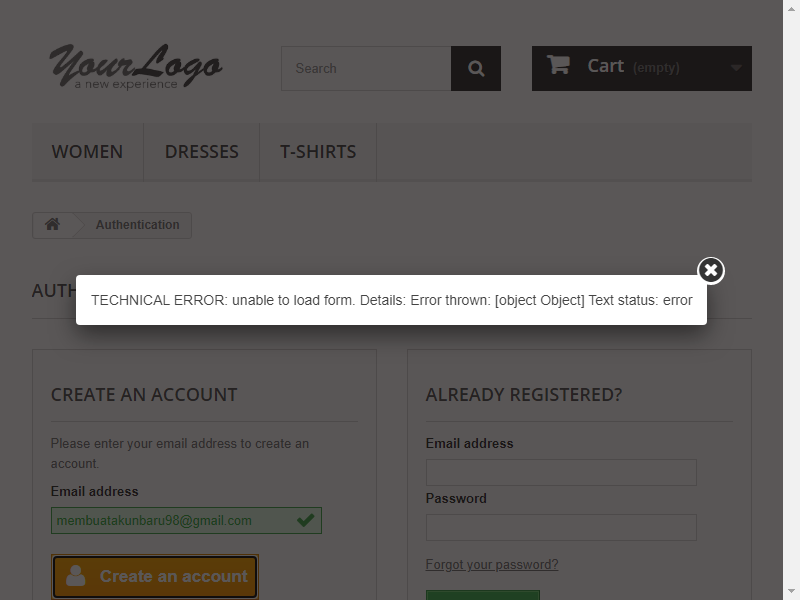 YourLogo
a new experience
Search
Cart (empty)
WOMEN
DRESSES
T-SHIRTS
Authentication
AUTH
TECHNICAL ERROR: unable to load form. Details: Error thrown: [object Object] Text status: error
CREATE AN ACCOUNT
Please enter your email address to create an
account.
Email address
membuatakunbaru98@gmail.com
Create an account
ALREADY REGISTERED?
Email address
Password
Forgot your password?